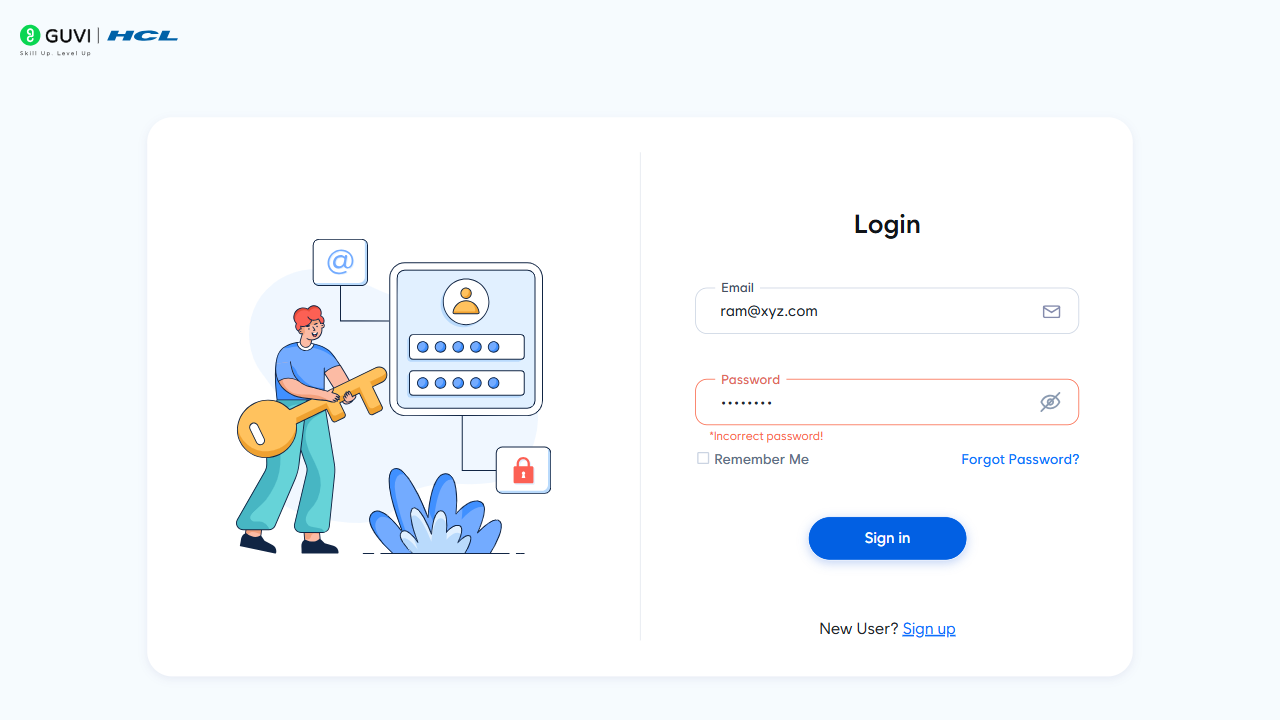 GUVI | HCL
Skill Up. Level Up
@
Login
Email
ram@xyz.com
Password
••••••••
*Incorrect password!
Remember Me
Forgot Password?
Sign in
New User? Sign up